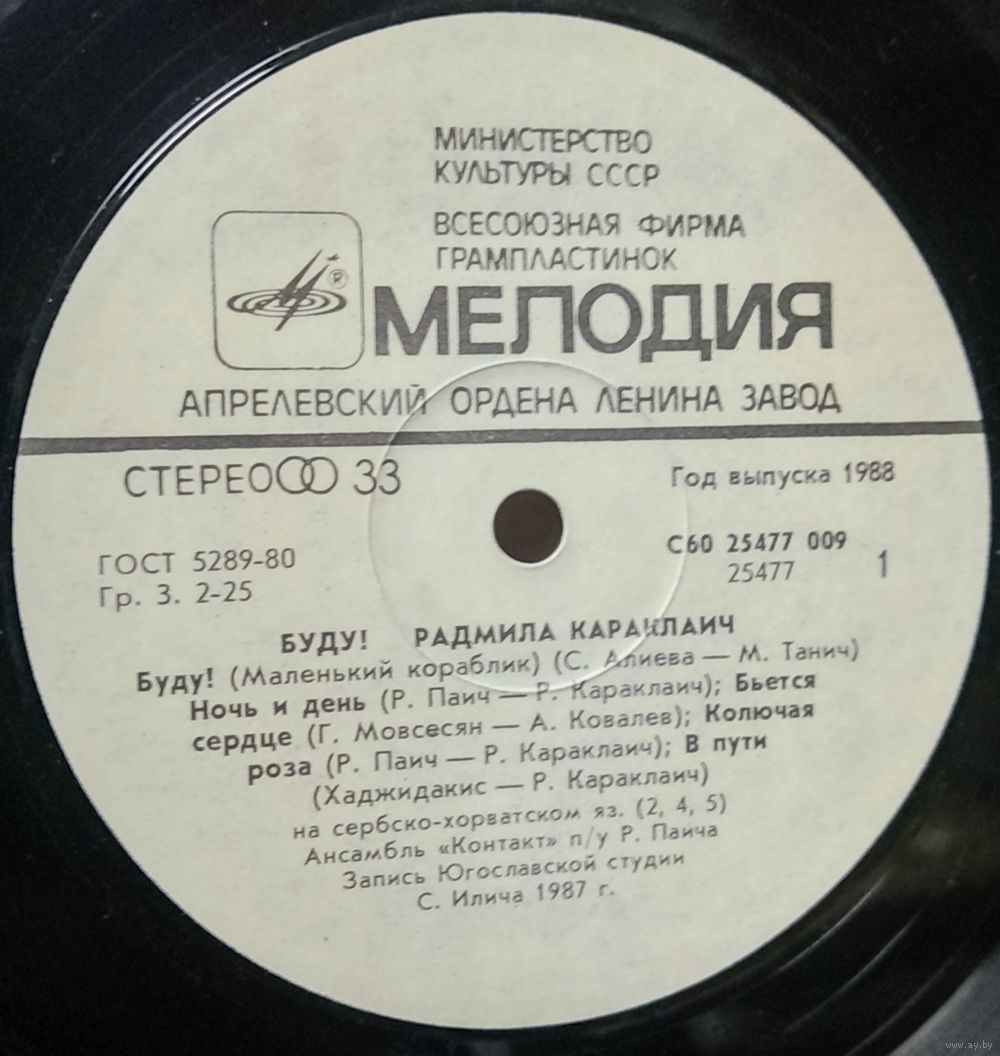 МИНИСТЕРСТВО
КУЛЬТУРЫ СССР
ВСЕСОЮЗНАЯ ФИРМА
ГРАМПЛАСТИНОК
®
МЕЛОДИЯ
АПРЕЛЕВСКИЙ ОРДЕНА ЛЕНИНА ЗАВОД
СТЕРЕО 33
Год выпуска 1988
ГОСТ 5289-80
Гр. 3. 2-25
С60 25477 009
25477
1
БУДУ! РАДМИЛА КАРАКЛАИЧ
Буду! (Маленький кораблик) (С. Алиева — М. Танич)
Ночь и день (Р. Паич — Р. Караклаич); Бьется
сердце (Г. Мовсесян — А. Ковалев); Колючая
роза (Р. Паич — Р. Караклаич); В пути
(Хаджидакис — Р. Караклаич)
на сербско-хорватском яз. (2, 4, 5)
Ансамбль «Контакт» п/у Р. Паича
Запись Югославской студии
С. Илича 1987 г.
www.ay.by